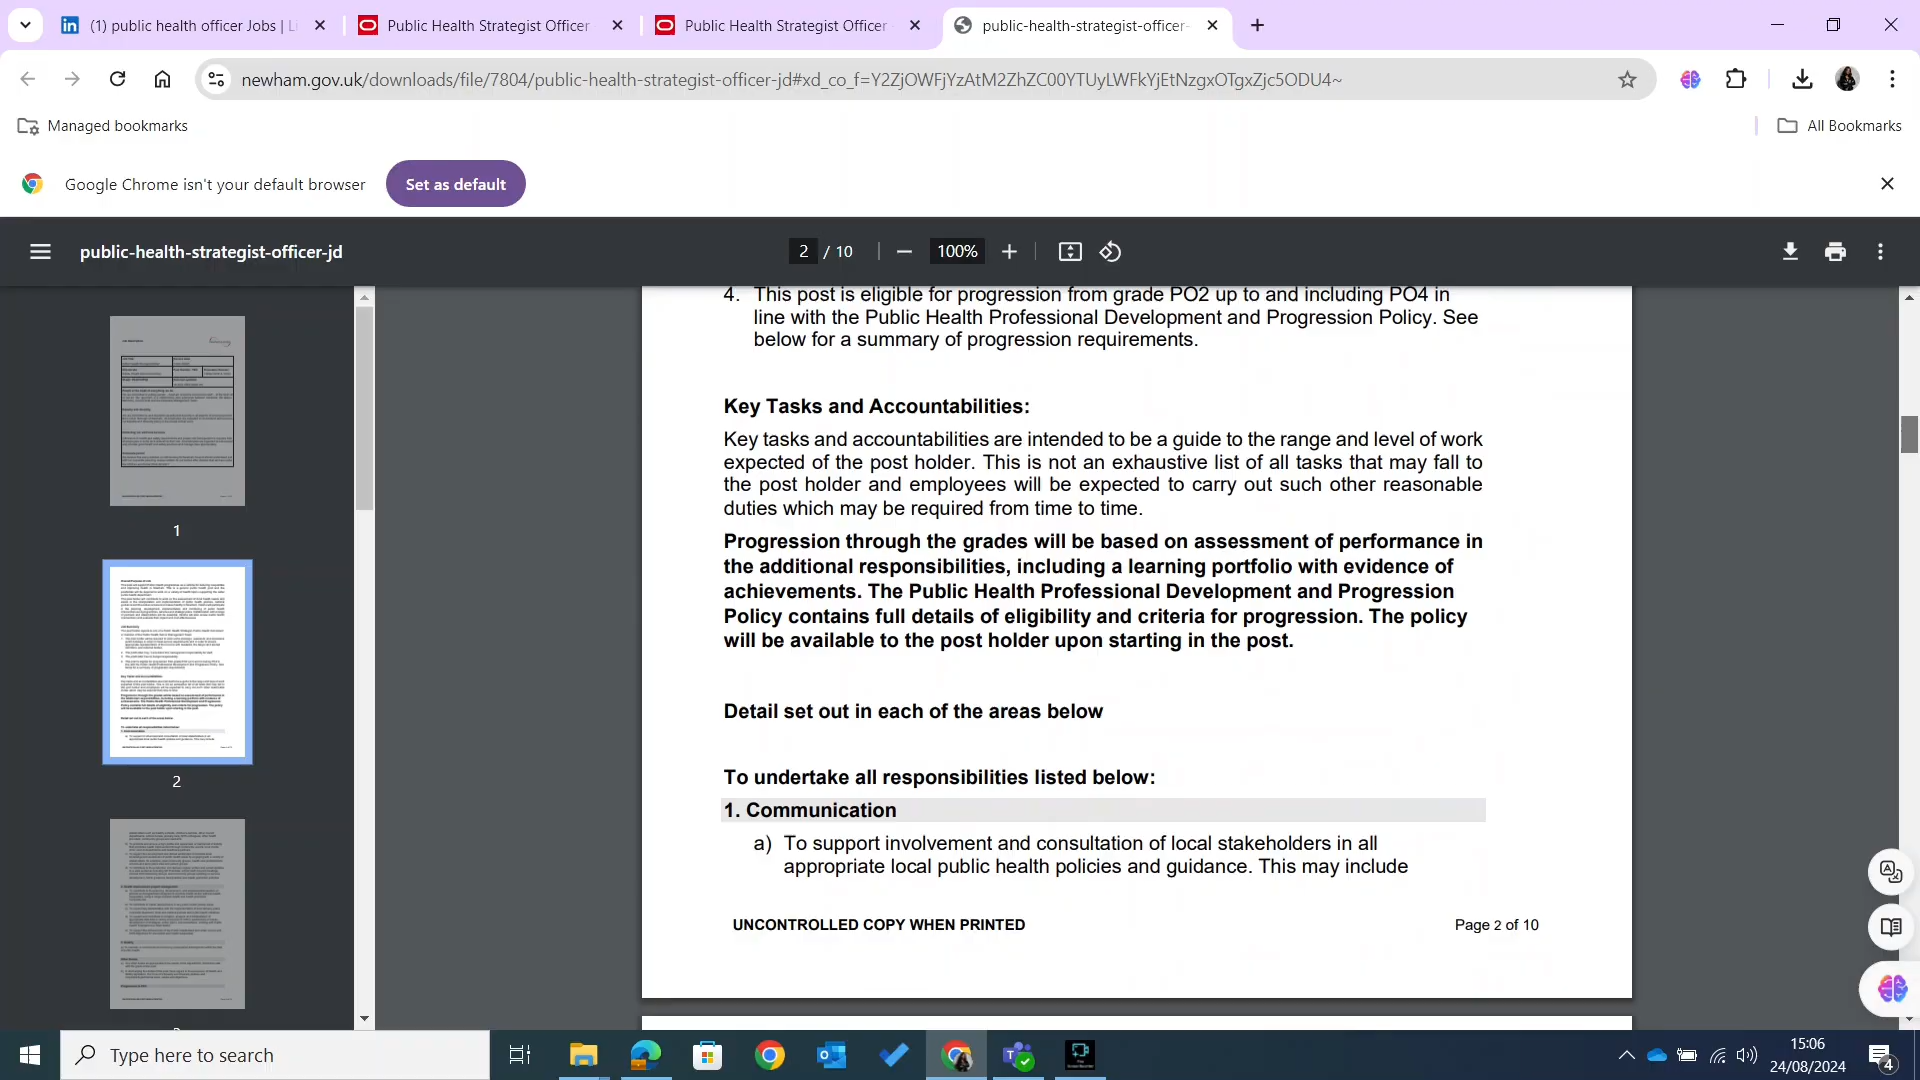 (1) public health officer Jobs | Li
Public Health Strategist Officer
Public Health Strategist Officer
public-health-strategist-officer-
newham.gov.uk/downloads/file/7804/public-health-strategist-officer-jd#xd_co_f=Y2ZjOWFjYzAtM2ZhZC00YTUyLWFkYjEtNzgxOTgxZjc5ODU4~
Managed bookmarks
All Bookmarks
Google Chrome isn't your default browser
Set as default
public-health-strategist-officer-jd
2 / 10
100%
1
2
4. This post is eligible for progression from grade PO2 up to and including PO4 in
line with the Public Health Professional Development and Progression Policy. See
below for a summary of progression requirements.
Key Tasks and Accountabilities:
Key tasks and accountabilities are intended to be a guide to the range and level of work
expected of the post holder. This is not an exhaustive list of all tasks that may fall to
the post holder and employees will be expected to carry out such other reasonable
duties which may be required from time to time.
Progression through the grades will be based on assessment of performance in
the additional responsibilities, including a learning portfolio with evidence of
achievements. The Public Health Professional Development and Progression
Policy contains full details of eligibility and criteria for progression. The policy
will be available to the post holder upon starting in the post.
Detail set out in each of the areas below
To undertake all responsibilities listed below:
1. Communication
a) To support involvement and consultation of local stakeholders in all
appropriate local public health policies and guidance. This may include
UNCONTROLLED COPY WHEN PRINTED
Page 2 of 10
Type here to search
15:06
24/08/2024
4